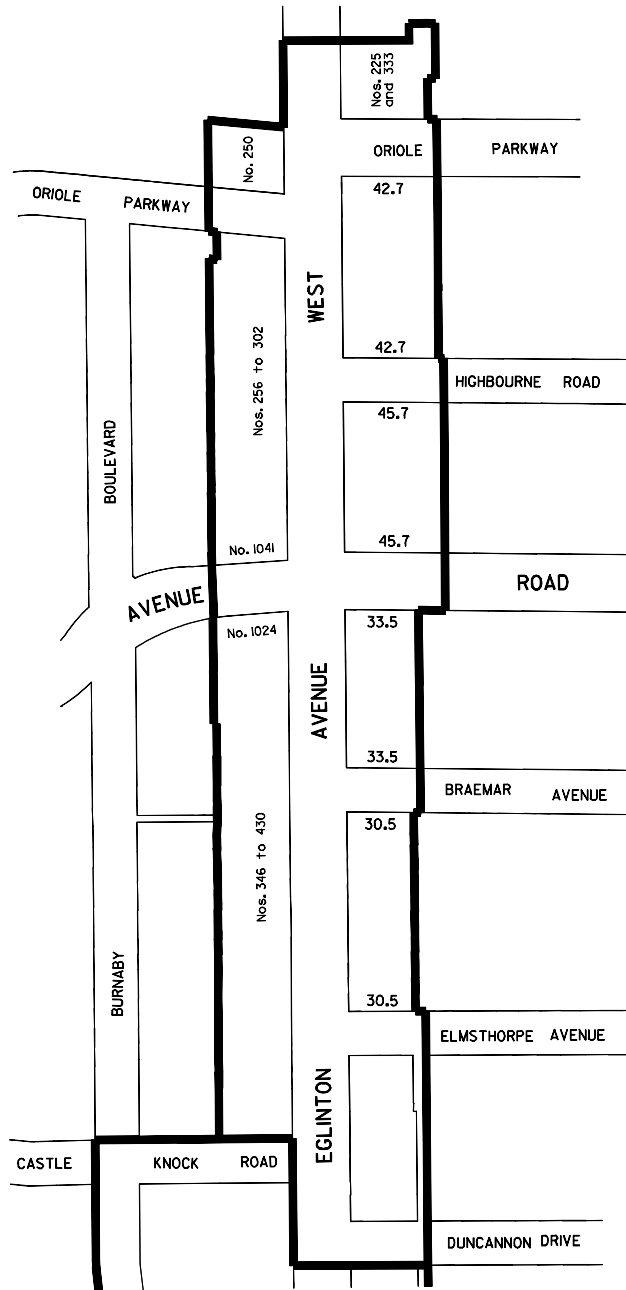 Nos. 225
and 333
No. 250
ORIOLE PARKWAY
ORIOLE PARKWAY
42.7
WEST
42.7
Nos. 256 to 302
HIGHBOURNE ROAD
45.7
BOULEVARD
45.7
No. 1041
ROAD
AVENUE
33.5
No. 1024
AVENUE
33.5
BRAEMAR AVENUE
30.5
Nos. 346 to 430
BURNABY
30.5
ELMSTHORPE AVENUE
EGLINTON
CASTLE KNOCK ROAD
DUNCANNON DRIVE